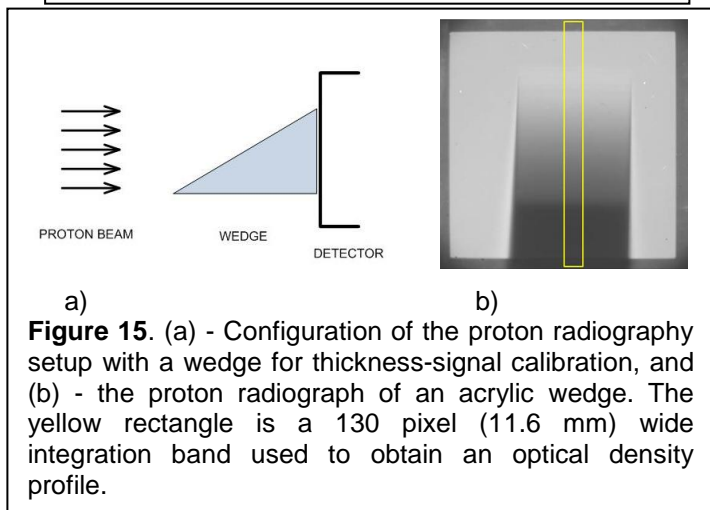 PROTON BEAM
WEDGE
DETECTOR
a)
b)
Figure 15. (a) - Configuration of the proton radiography
setup with a wedge for thickness-signal calibration, and
(b) - the proton radiograph of an acrylic wedge. The
yellow rectangle is a 130 pixel (11.6 mm) wide
integration band used to obtain an optical density
profile.